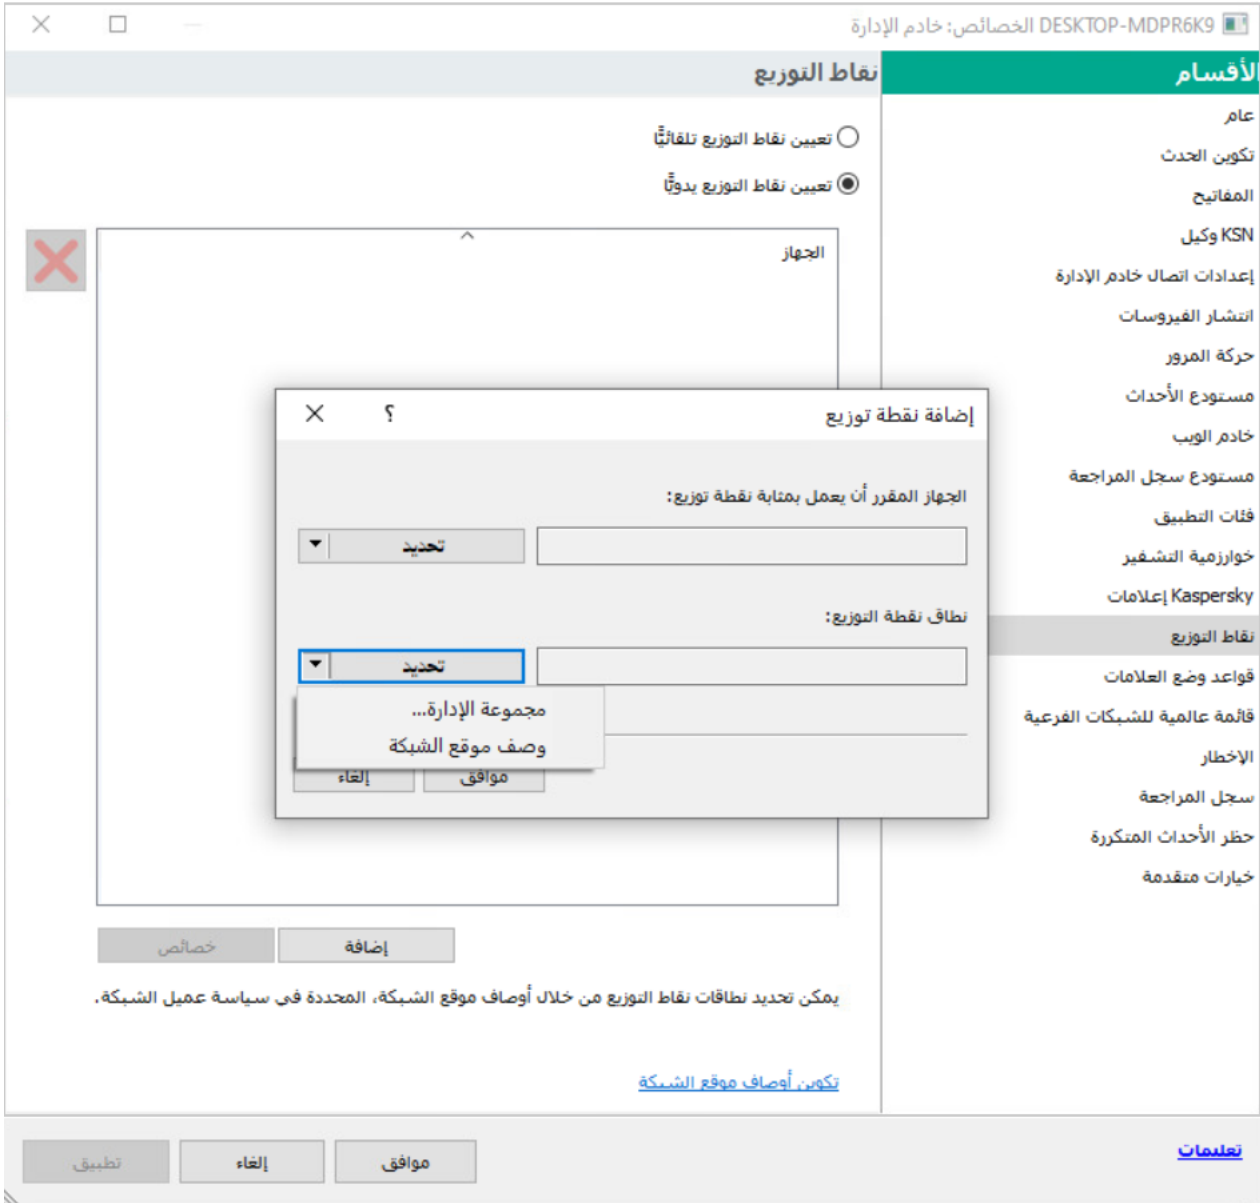 DESKTOP-MDPR6K9 الخصائص: خادم الإدارة
الأقسام
عام
تكوين الحدث
المفاتيح
KSN وكيل
إعدادات اتصال خادم الإدارة
انتشار الفيروسات
حركة المرور
مستودع الأحداث
خادم الويب
مستودع سجل المراجعة
فئات التطبيق
خوارزمية التشفير
Kaspersky إعلامات
نقاط التوزيع
قواعد وضع العلامات
قائمة عالمية للشبكات الفرعية
الإخطار
سجل المراجعة
حظر الأحداث المتكررة
خيارات متقدمة
نقاط التوزيع
تعيين نقاط التوزيع تلقائيًّا
تعيين نقاط التوزيع يدويًّا
الجهاز
إضافة نقطة توزيع
؟
الجهاز المقرر أن يعمل بمثابة نقطة توزيع:
تحديد
نطاق نقطة التوزيع:
تحديد
مجموعة الإدارة...
وصف موقع الشبكة
موافق
إلغاء
إضافة
خصائص
يمكن تحديد نطاقات نقاط التوزيع من خلال أوصاف موقع الشبكة، المحددة في سياسة عميل الشبكة.
تكوين أوصاف موقع الشبكة
تعليمات
موافق
إلغاء
تطبيق